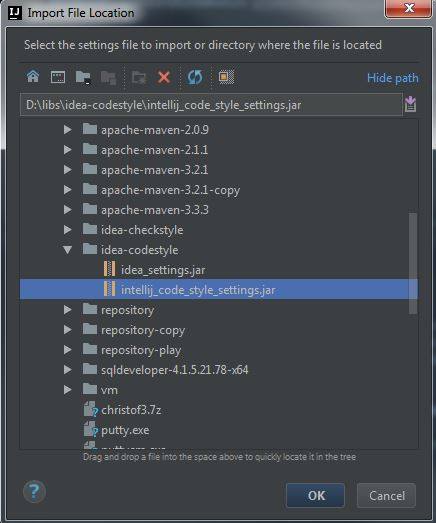 IJ Import File Location
Select the settings file to import or directory where the file is located
Hide path
D:\libs\idea-codestyle\intellij_code_style_settings.jar
apache-maven-2.0.9
apache-maven-2.1.1
apache-maven-3.2.1
apache-maven-3.2.1-copy
apache-maven-3.3.3
idea-checkstyle
idea-codestyle
idea_settings.jar
intellij_code_style_settings.jar
repository
repository-copy
repository-play
sqldeveloper-4.1.5.21.78-x64
vm
christof3.7z
putty.exe
Drag and drop a file into the space above to quickly locate it in the tree
?
OK
Cancel